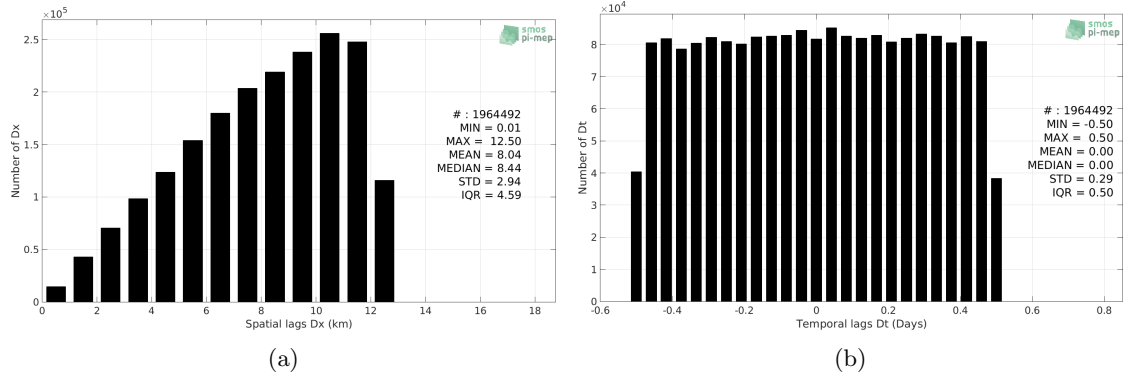 ×10^5
2.5
2
1.5
1
0.5
0
Number of Dx
smos
pi-mep
# : 1964492
MIN = 0.01
MAX = 12.50
MEAN = 8.04
MEDIAN = 8.44
STD = 2.94
IQR = 4.59
0 2 4 6 8 10 12 14 16 18
Spatial lags Dx (km)
(a)
×10^4
9
8
7
6
5
4
3
2
1
0
Number of Dt
smos
pi-mep
# : 1964492
MIN = -0.50
MAX = 0.50
MEAN = 0.00
MEDIAN = 0.00
STD = 0.29
IQR = 0.50
-0.6 -0.4 -0.2 0 0.2 0.4 0.6 0.8
Temporal lags Dt (Days)
(b)